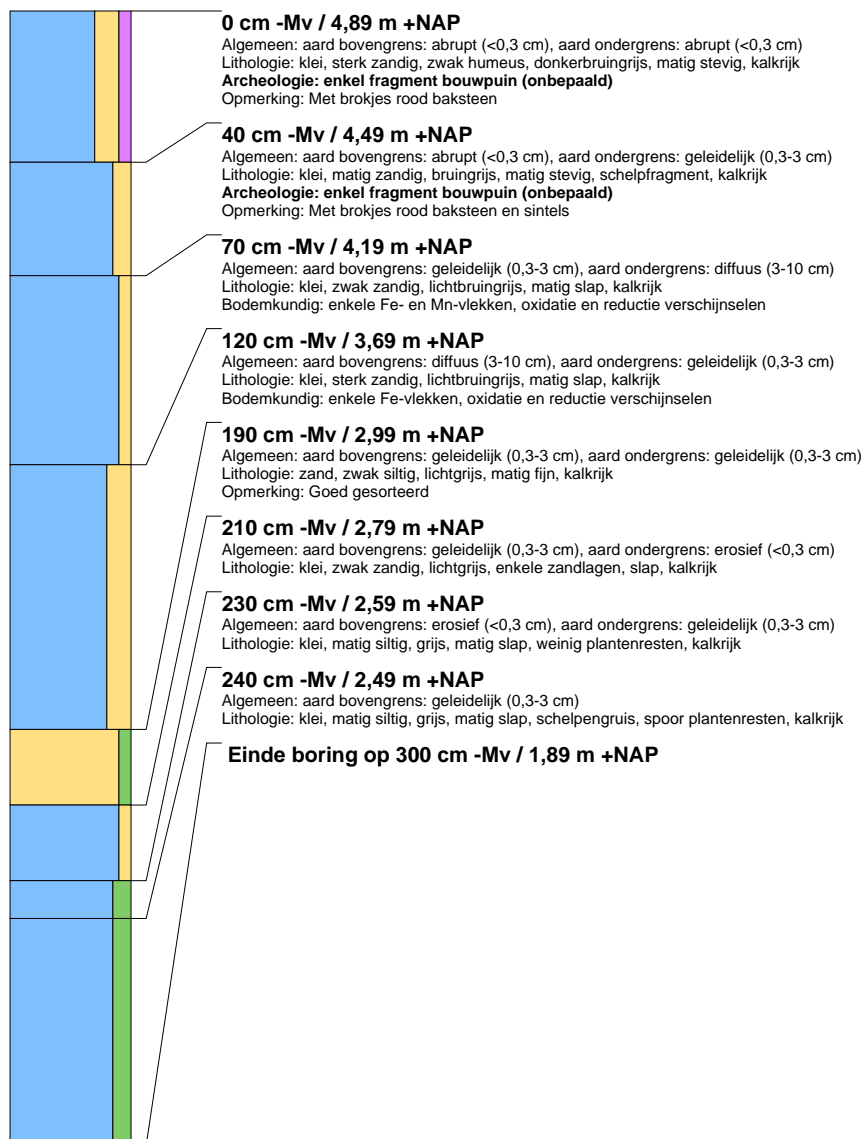 0 cm -Mv / 4,89 m +NAP
Algemeen: aard bovengrens: abrupt (<0,3 cm), aard ondergrens: abrupt (<0,3 cm)
Lithologie: klei, sterk zandig, zwak humeus, donkerbruingrijs, matig stevig, kalkrijk
Archeologie: enkel fragment bouwpuin (onbepaald)
Opmerking: Met brokjes rood baksteen
40 cm -Mv / 4,49 m +NAP
Algemeen: aard bovengrens: abrupt (<0,3 cm), aard ondergrens: geleidelijk (0,3-3 cm)
Lithologie: klei, matig zandig, bruingrijs, matig stevig, schelpfragment, kalkrijk
Archeologie: enkel fragment bouwpuin (onbepaald)
Opmerking: Met brokjes rood baksteen en sintels
70 cm -Mv / 4,19 m +NAP
Algemeen: aard bovengrens: geleidelijk (0,3-3 cm), aard ondergrens: diffuus (3-10 cm)
Lithologie: klei, zwak zandig, lichtbruingrijs, matig slap, kalkrijk
Bodemkundig: enkele Fe- en Mn-vlekken, oxidatie en reductie verschijnselen
120 cm -Mv / 3,69 m +NAP
Algemeen: aard bovengrens: diffuus (3-10 cm), aard ondergrens: geleidelijk (0,3-3 cm)
Lithologie: klei, sterk zandig, lichtbruingrijs, matig slap, kalkrijk
Bodemkundig: enkele Fe-vlekken, oxidatie en reductie verschijnselen
190 cm -Mv / 2,99 m +NAP
Algemeen: aard bovengrens: geleidelijk (0,3-3 cm), aard ondergrens: geleidelijk (0,3-3 cm)
Lithologie: zand, zwak siltig, lichtgrijs, matig fijn, kalkrijk
Opmerking: Goed gesorteerd
210 cm -Mv / 2,79 m +NAP
Algemeen: aard bovengrens: geleidelijk (0,3-3 cm), aard ondergrens: erosief (<0,3 cm)
Lithologie: klei, zwak zandig, lichtgrijs, enkele zandlagen, slap, kalkrijk
230 cm -Mv / 2,59 m +NAP
Algemeen: aard bovengrens: erosief (<0,3 cm), aard ondergrens: geleidelijk (0,3-3 cm)
Lithologie: klei, matig siltig, grijs, matig slap, weinig plantenresten, kalkrijk
240 cm -Mv / 2,49 m +NAP
Algemeen: aard bovengrens: geleidelijk (0,3-3 cm)
Lithologie: klei, matig siltig, grijs, matig slap, schelpengruis, spoor plantenresten, kalkrijk
Einde boring op 300 cm -Mv / 1,89 m +NAP